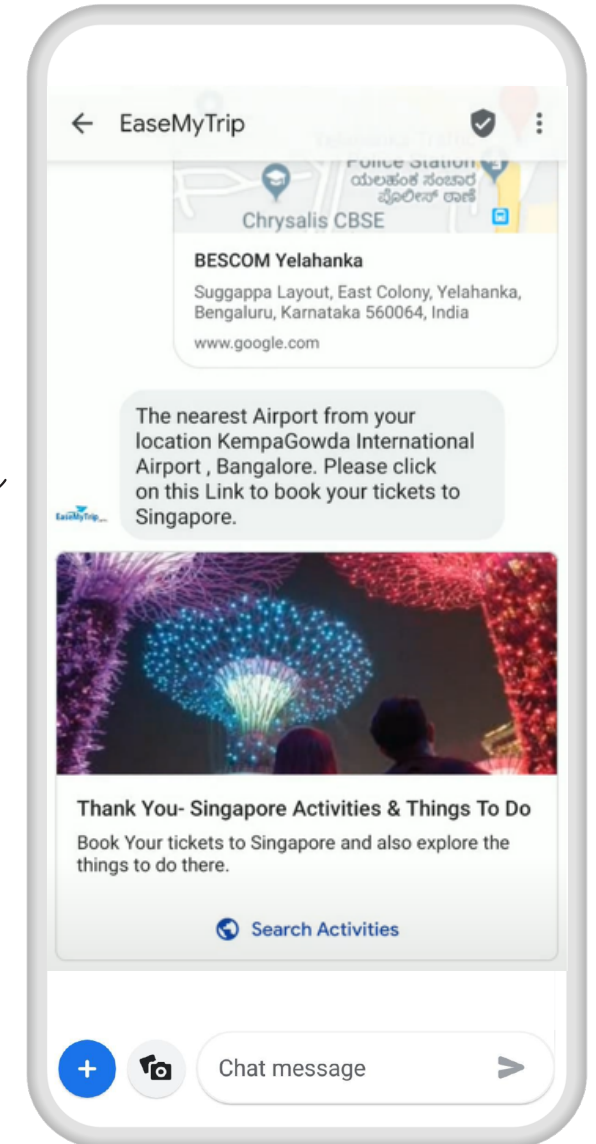 EaseMyTrip
Police Station
ಯಲಹಂಕ ಸಂಚಾರ
ಪೊಲೀಸ್ ಠಾಣೆ
Chrysalis CBSE
BESCOM Yelahanka
Suggappa Layout, East Colony, Yelahanka,
Bengaluru, Karnataka 560064, India
www.google.com
The nearest Airport from your
location KempaGowda International
Airport , Bangalore. Please click
on this Link to book your tickets to
Singapore.
EaseMyTrip
Thank You- Singapore Activities & Things To Do
Book Your tickets to Singapore and also explore the
things to do there.
Search Activities
Chat message